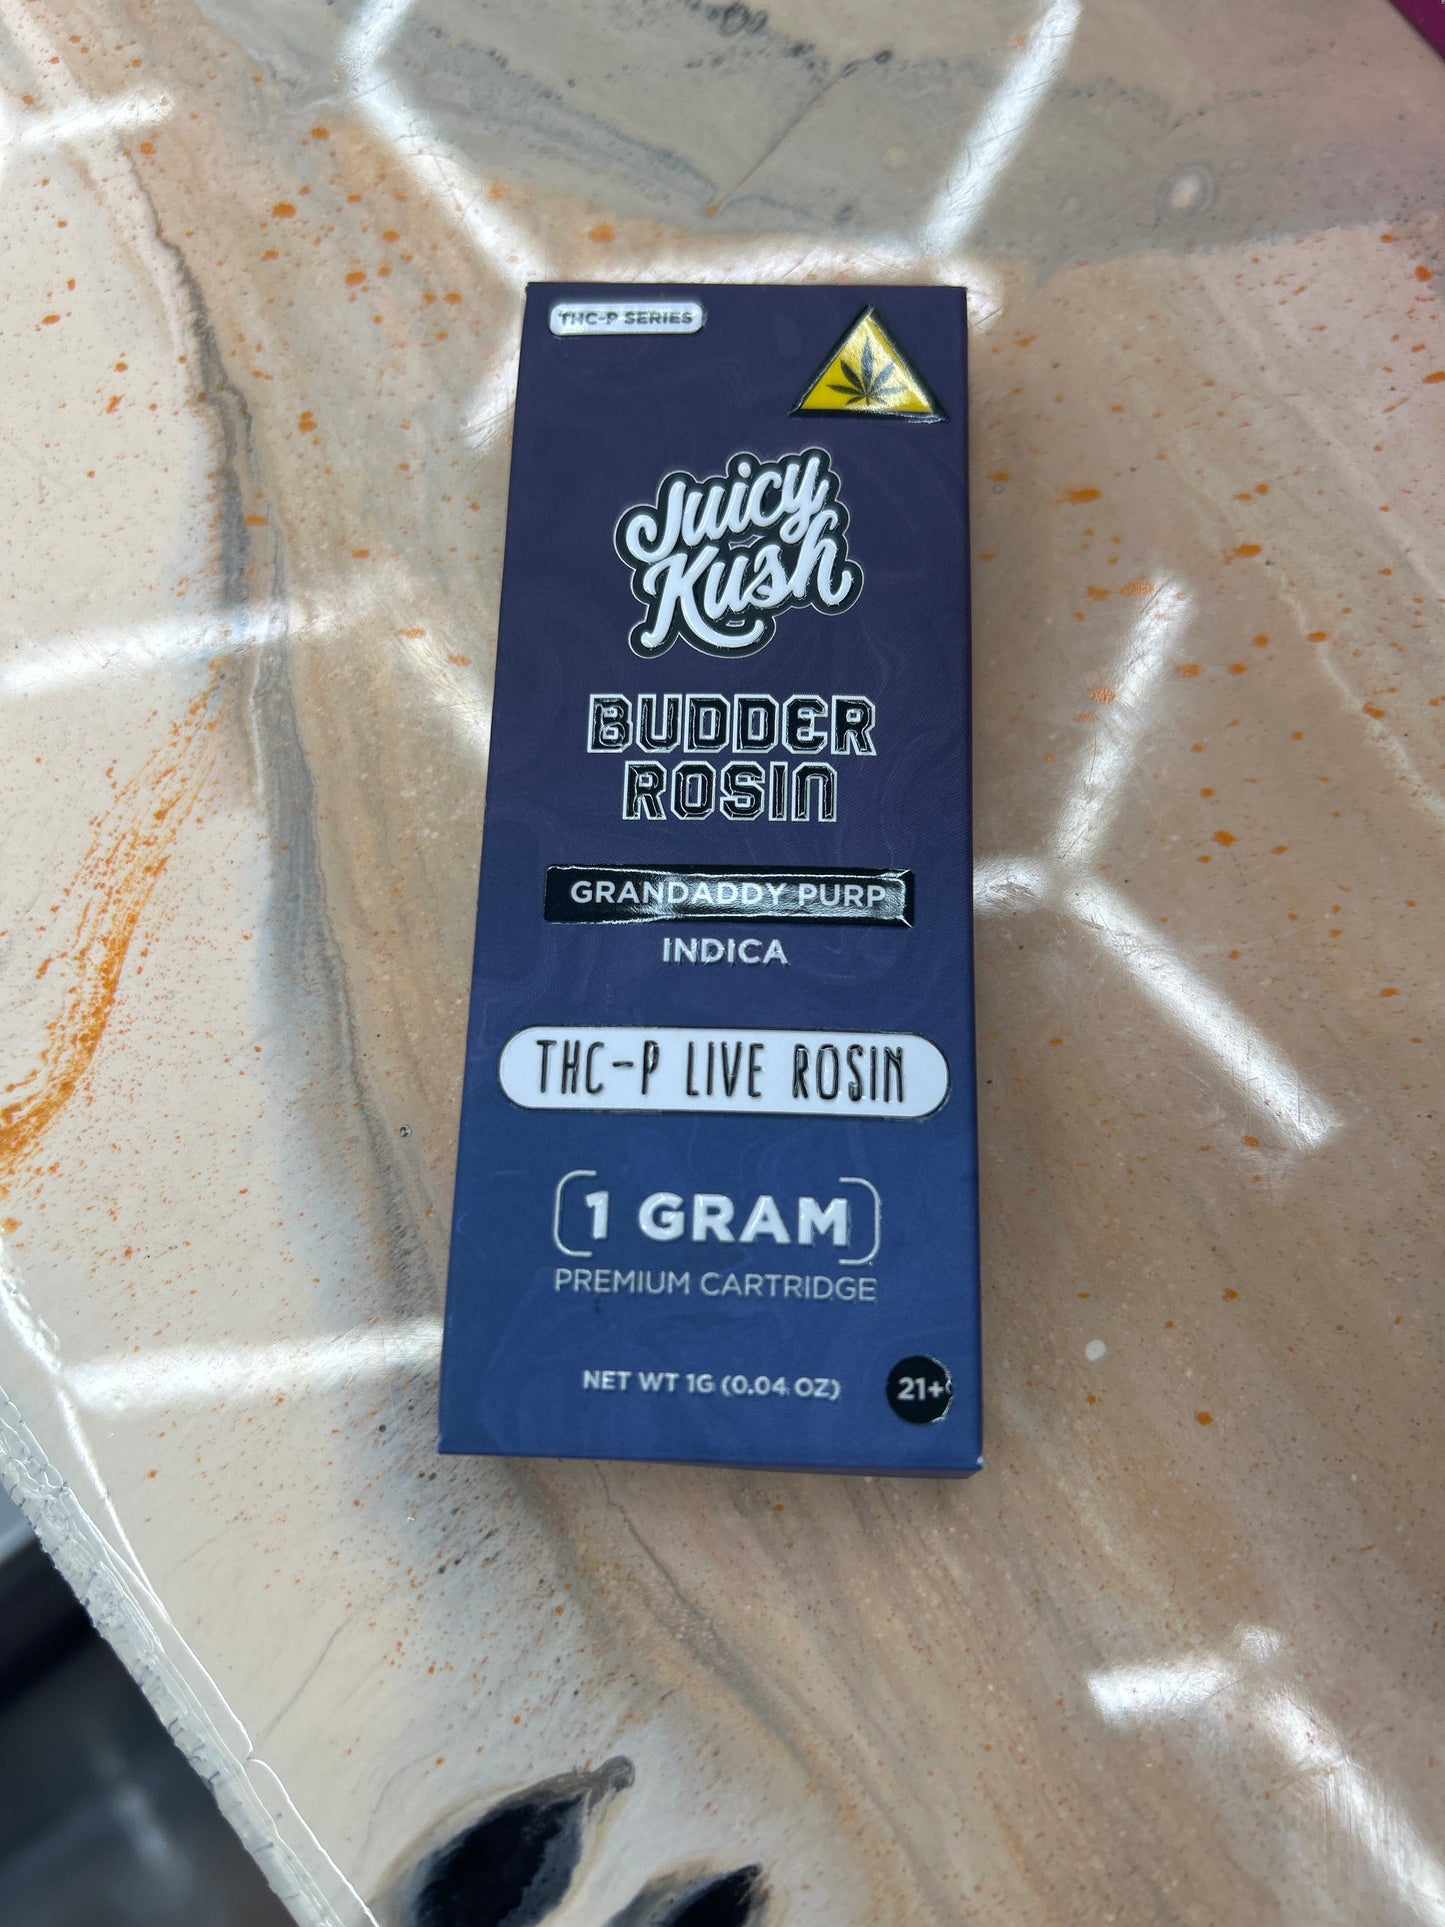 THC-P SERIES
Juicy
Kush
BUDDER
ROSIN
GRANDADDY PURP
INDICA
THC-P LIVE ROSIN
1 GRAM
PREMIUM CARTRIDGE
NET WT 1G (0.04 OZ)
21+